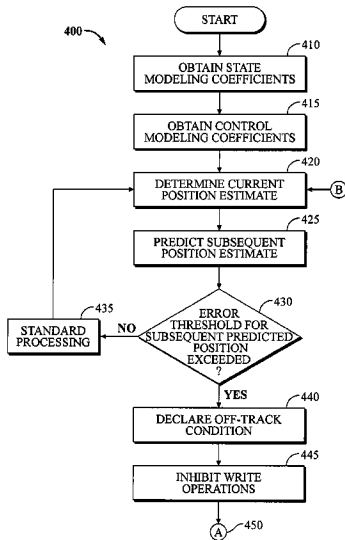 START
400
410
OBTAIN STATE
MODELING COEFFICIENTS
415
OBTAIN CONTROL
MODELING COEFFICIENTS
420
DETERMINE CURRENT
POSITION ESTIMATE
B
425
PREDICT SUBSEQUENT
POSITION ESTIMATE
430
ERROR
THRESHOLD FOR
SUBSEQUENT PREDICTED
POSITION
EXCEEDED
?
NO
435
STANDARD
PROCESSING
YES
440
DECLARE OFF-TRACK
CONDITION
445
INHIBIT WRITE
OPERATIONS
A
450